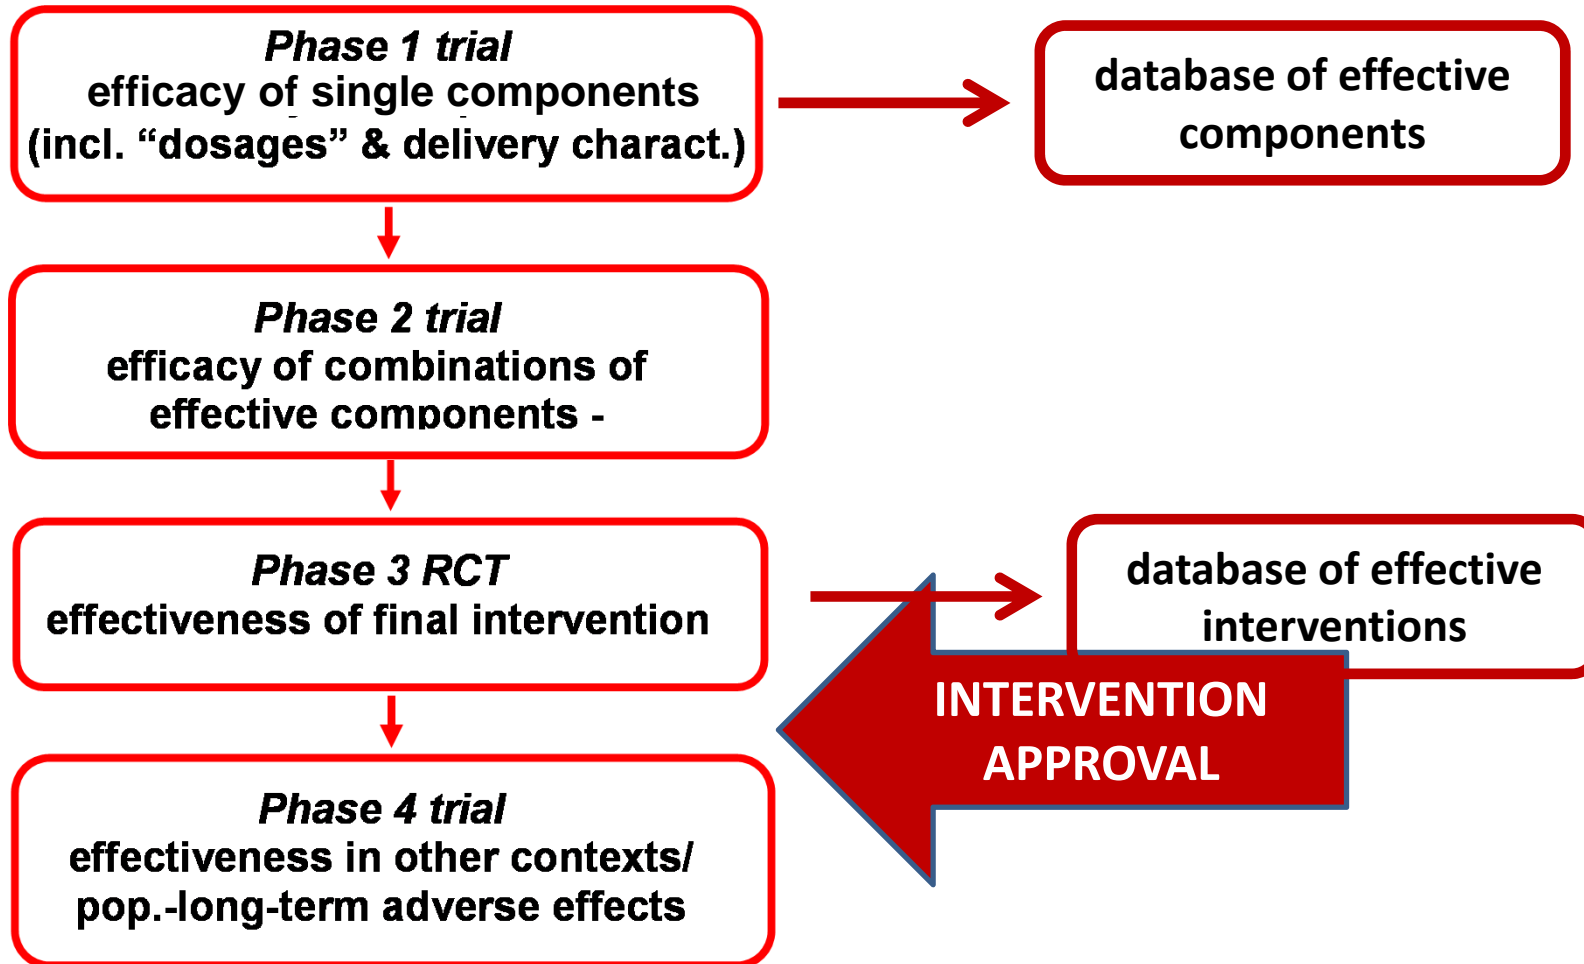 Phase 1 trial
efficacy of single components
(incl. “dosages” & delivery charact.)
database of effective
components
Phase 2 trial
efficacy of combinations of
effective components -
Phase 3 RCT
effectiveness of final intervention
database of effective
interventions
INTERVENTION
APPROVAL
Phase 4 trial
effectiveness in other contexts/
pop.-long-term adverse effects